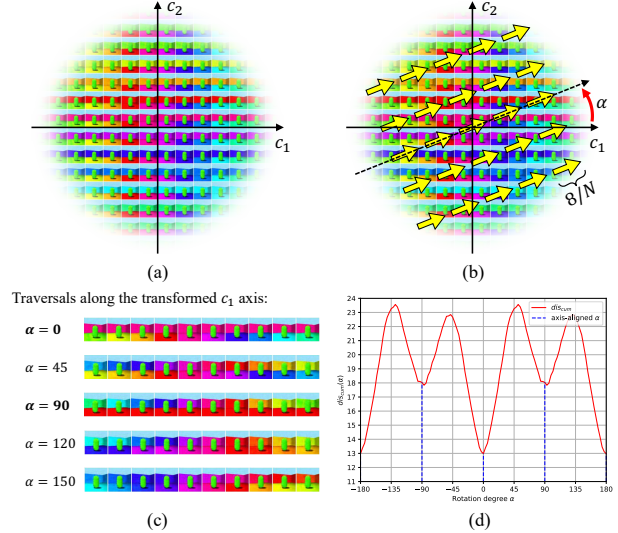 c₂
c₁
(a)
c₂
α
c₁
8/N
(b)
Traversals along the transformed c₁ axis:
α = 0
α = 45
α = 90
α = 120
α = 150
(c)
24
23
22
21
20
19
18
17
16
15
14
13
12
11
dis_cum(α)
dis_cum
axis-aligned α
−180 −135 −90 −45 0 45 90 135 180
Rotation degree α
(d)